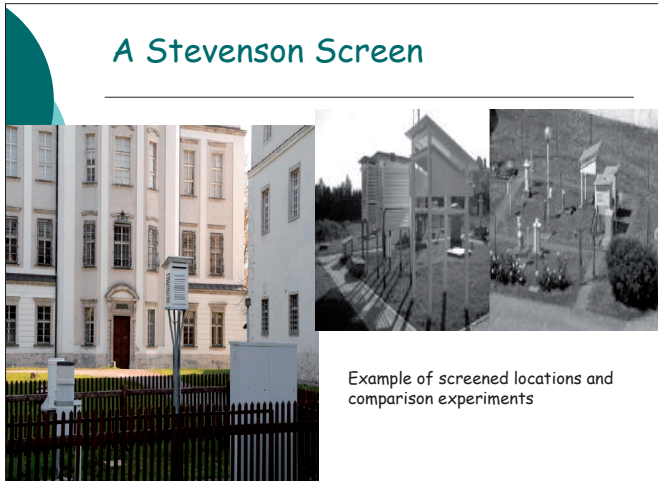 A Stevenson Screen
Example of screened locations and
comparison experiments